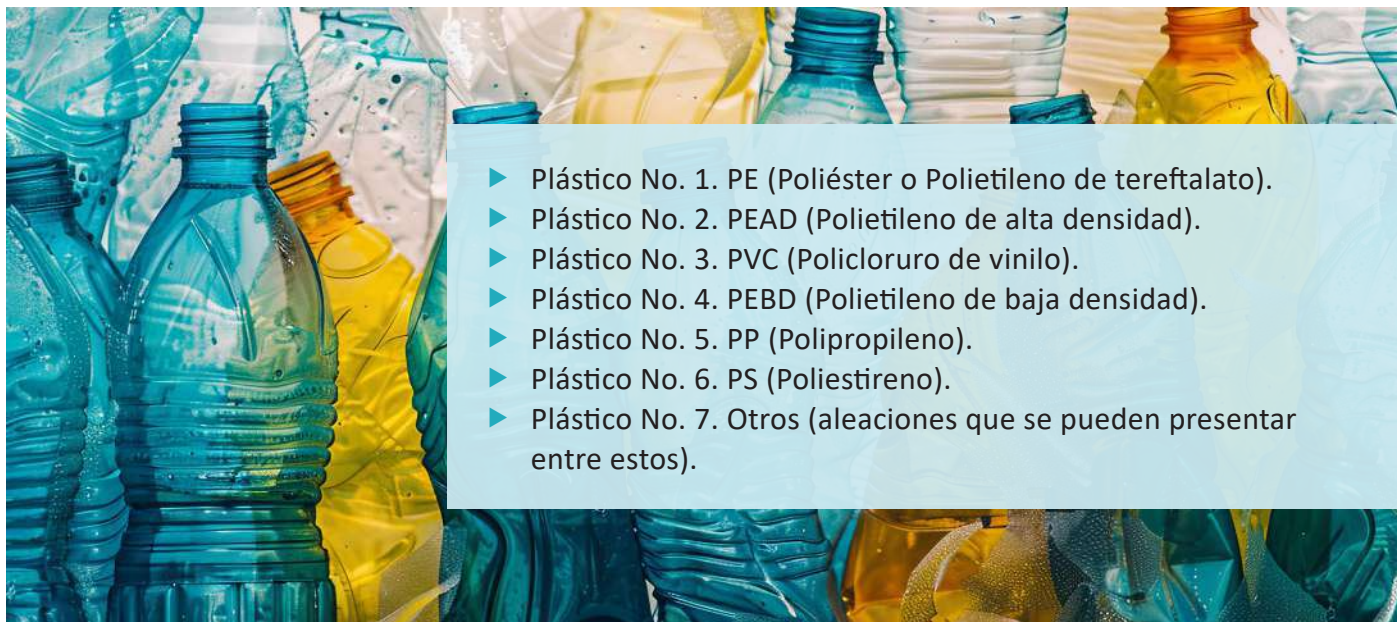 Plástico No. 1. PE (Poliéster o Polietileno de tereftalato).
Plástico No. 2. PEAD (Polietileno de alta densidad).
Plástico No. 3. PVC (Policloruro de vinilo).
Plástico No. 4. PEBD (Polietileno de baja densidad).
Plástico No. 5. PP (Polipropileno).
Plástico No. 6. PS (Poliestireno).
Plástico No. 7. Otros (aleaciones que se pueden presentar
entre estos).